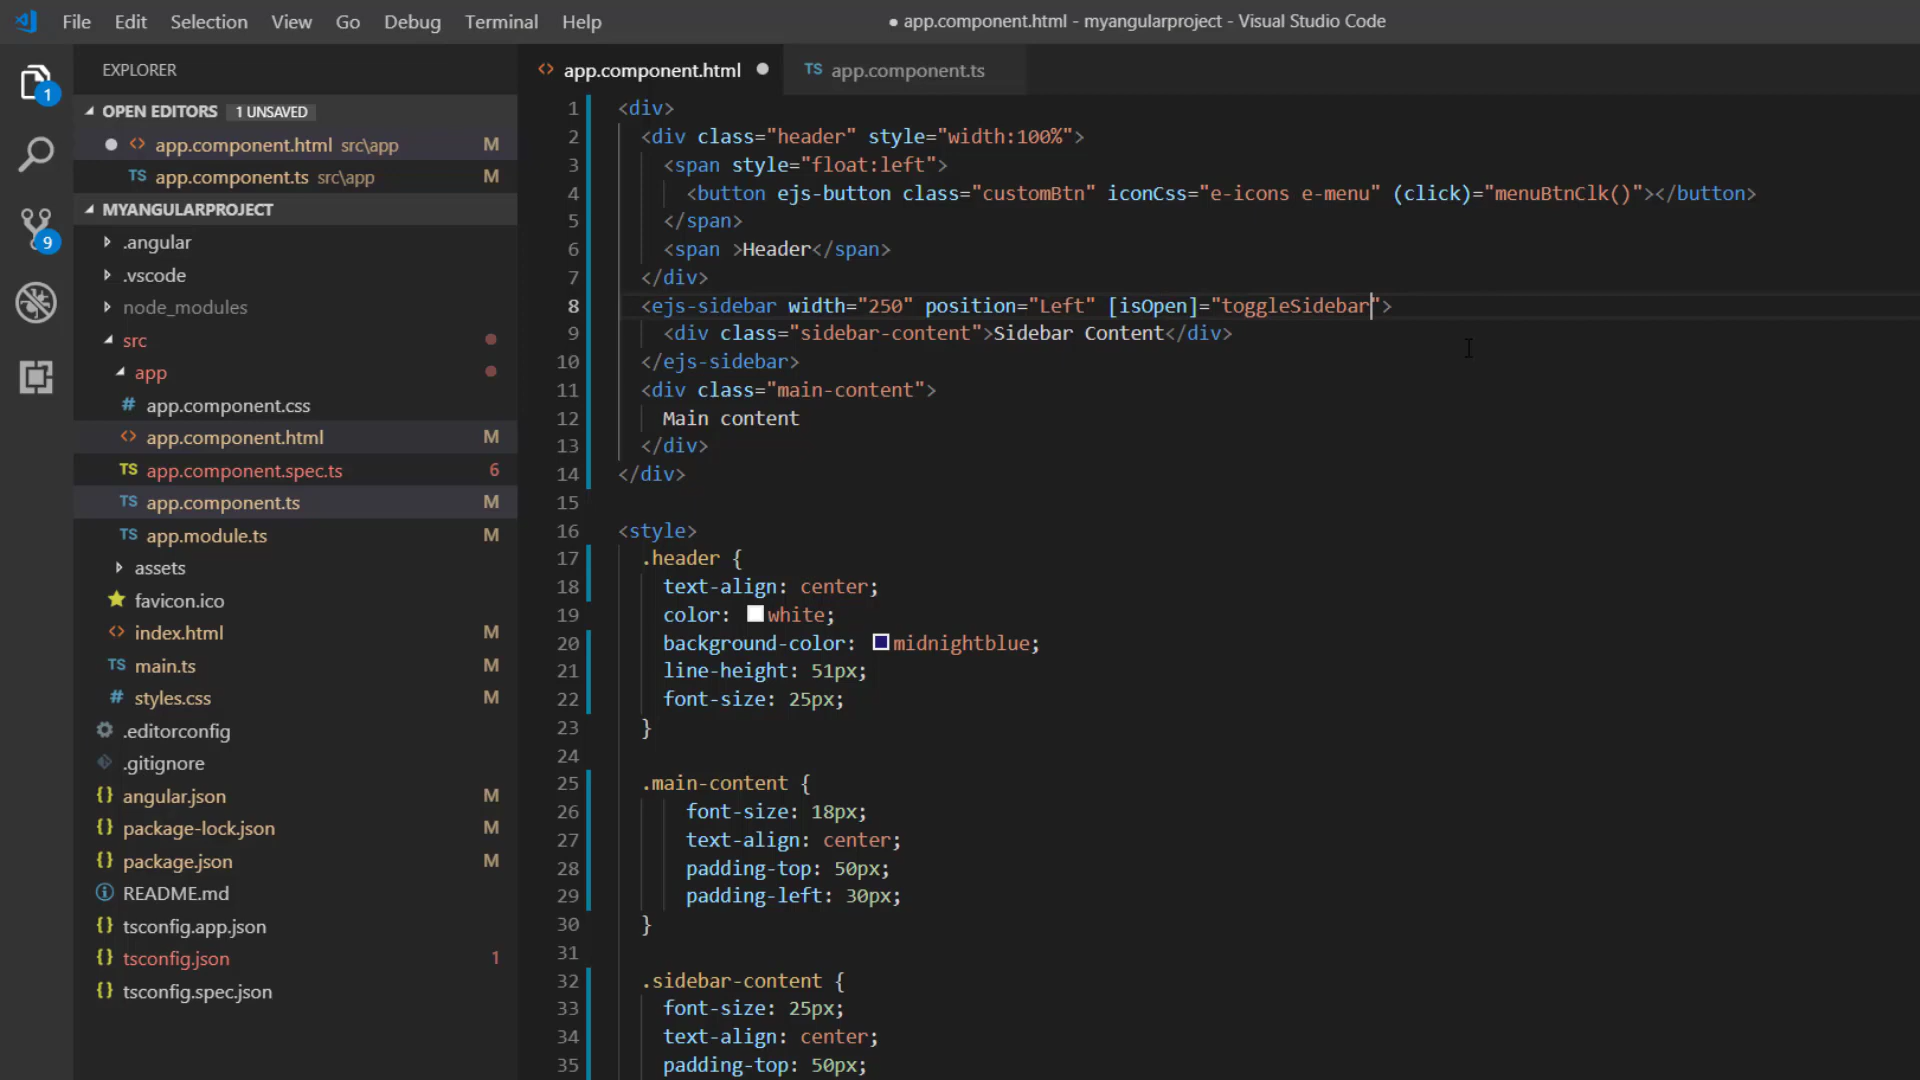 File Edit Selection View Go Debug Terminal Help
● app.component.html - myangularproject - Visual Studio Code
EXPLORER
1
9
OPEN EDITORS 1 UNSAVED
app.component.html src\app M
TS app.component.ts src\app M
MYANGULARPROJECT
.angular
.vscode
node_modules
src
app
# app.component.css
<> app.component.html M
TS app.component.spec.ts 6
TS app.component.ts M
TS app.module.ts M
assets
favicon.ico
<> index.html M
TS main.ts M
# styles.css M
.editorconfig
.gitignore
{} angular.json M
{} package-lock.json M
{} package.json M
README.md
{} tsconfig.app.json
{} tsconfig.json 1
{} tsconfig.spec.json
<> app.component.html ●
TS app.component.ts
1 <div>
2 <div class="header" style="width:100%">
3 <span style="float:left">
4 <button ejs-button class="customBtn" iconCss="e-icons e-menu" (click)="menuBtnClk()"></button>
5 </span>
6 <span >Header</span>
7 </div>
8 <ejs-sidebar width="250" position="Left" [isOpen]="toggleSidebar">
9 <div class="sidebar-content">Sidebar Content</div>
10 </ejs-sidebar>
11 <div class="main-content">
12 Main content
13 </div>
14 </div>
15
16 <style>
17 .header {
18 text-align: center;
19 color: white;
20 background-color: midnightblue;
21 line-height: 51px;
22 font-size: 25px;
23 }
24
25 .main-content {
26 font-size: 18px;
27 text-align: center;
28 padding-top: 50px;
29 padding-left: 30px;
30 }
31
32 .sidebar-content {
33 font-size: 25px;
34 text-align: center;
35 padding-top: 50px;